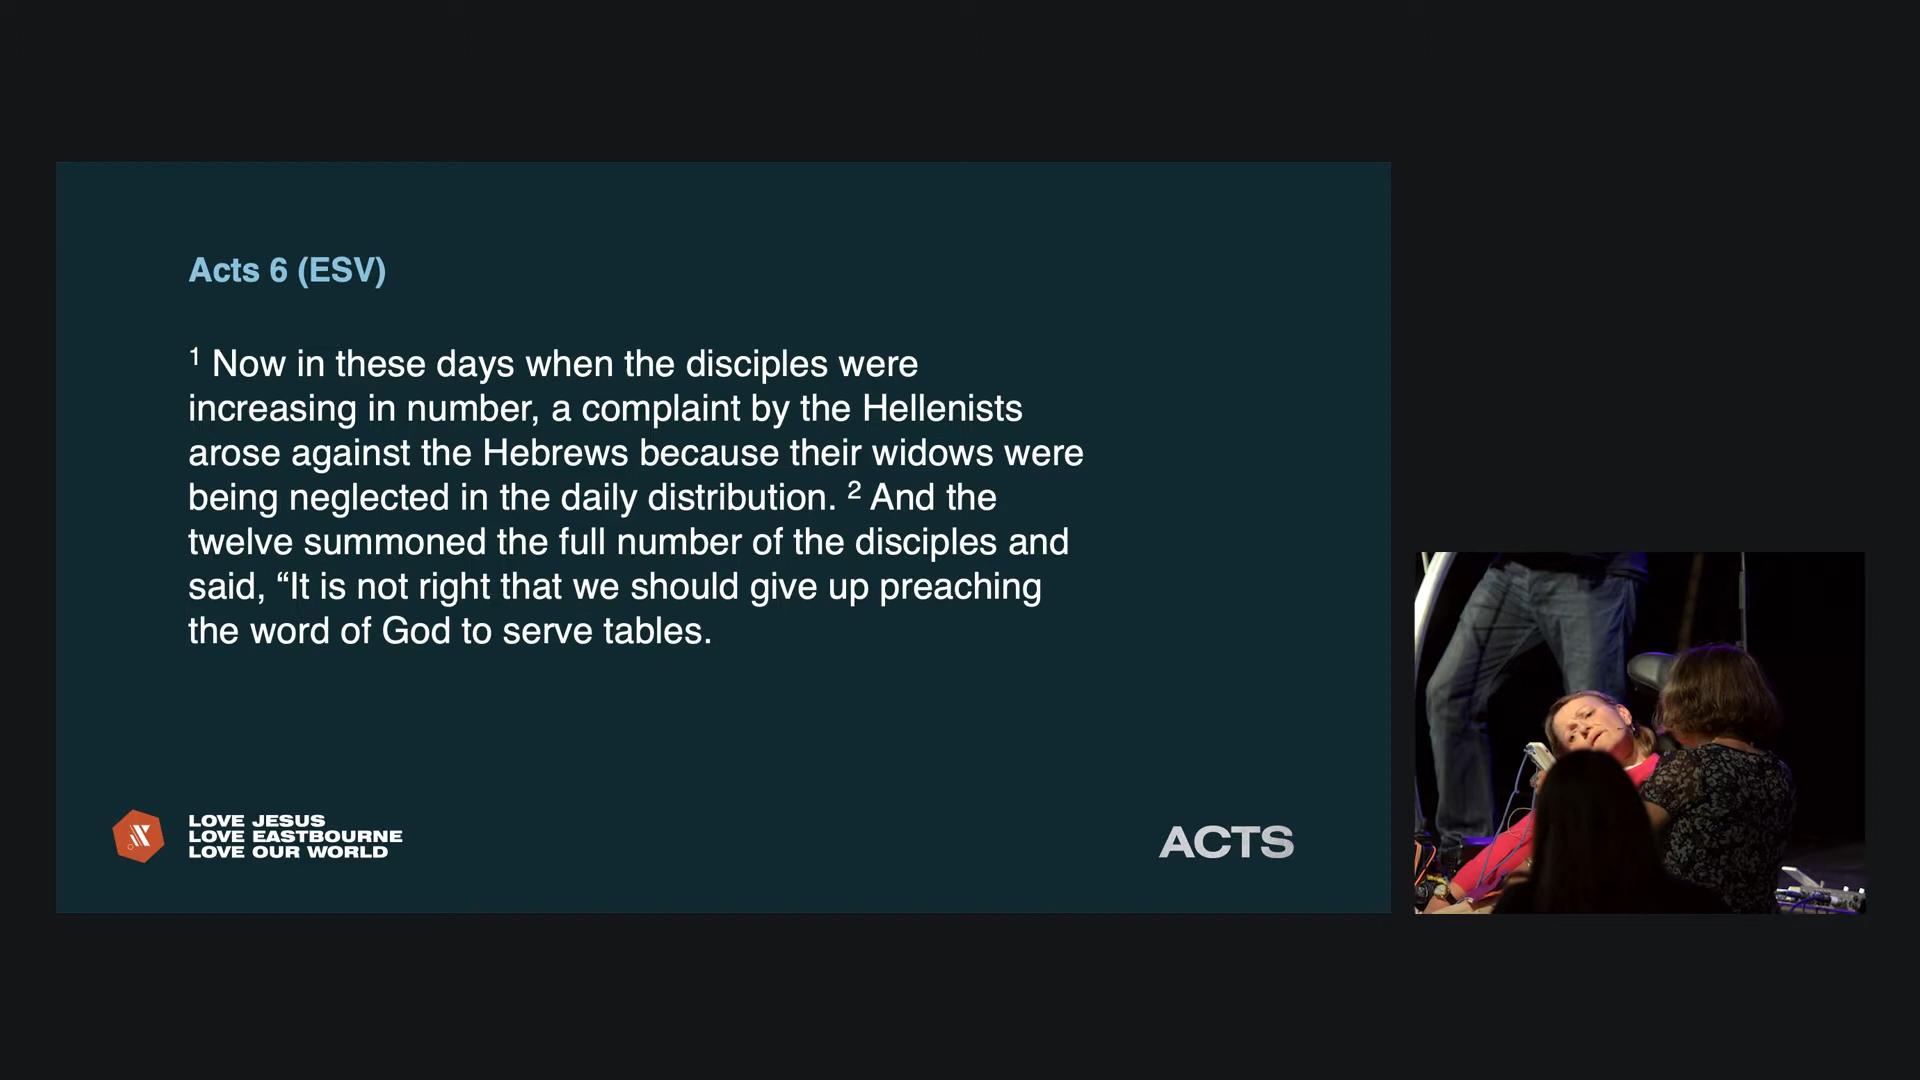 Acts 6 (ESV)
1 Now in these days when the disciples were
increasing in number, a complaint by the Hellenists
arose against the Hebrews because their widows were
being neglected in the daily distribution. 2 And the
twelve summoned the full number of the disciples and
said, “It is not right that we should give up preaching
the word of God to serve tables.
LOVE JESUS
LOVE EASTBOURNE
LOVE OUR WORLD
ACTS